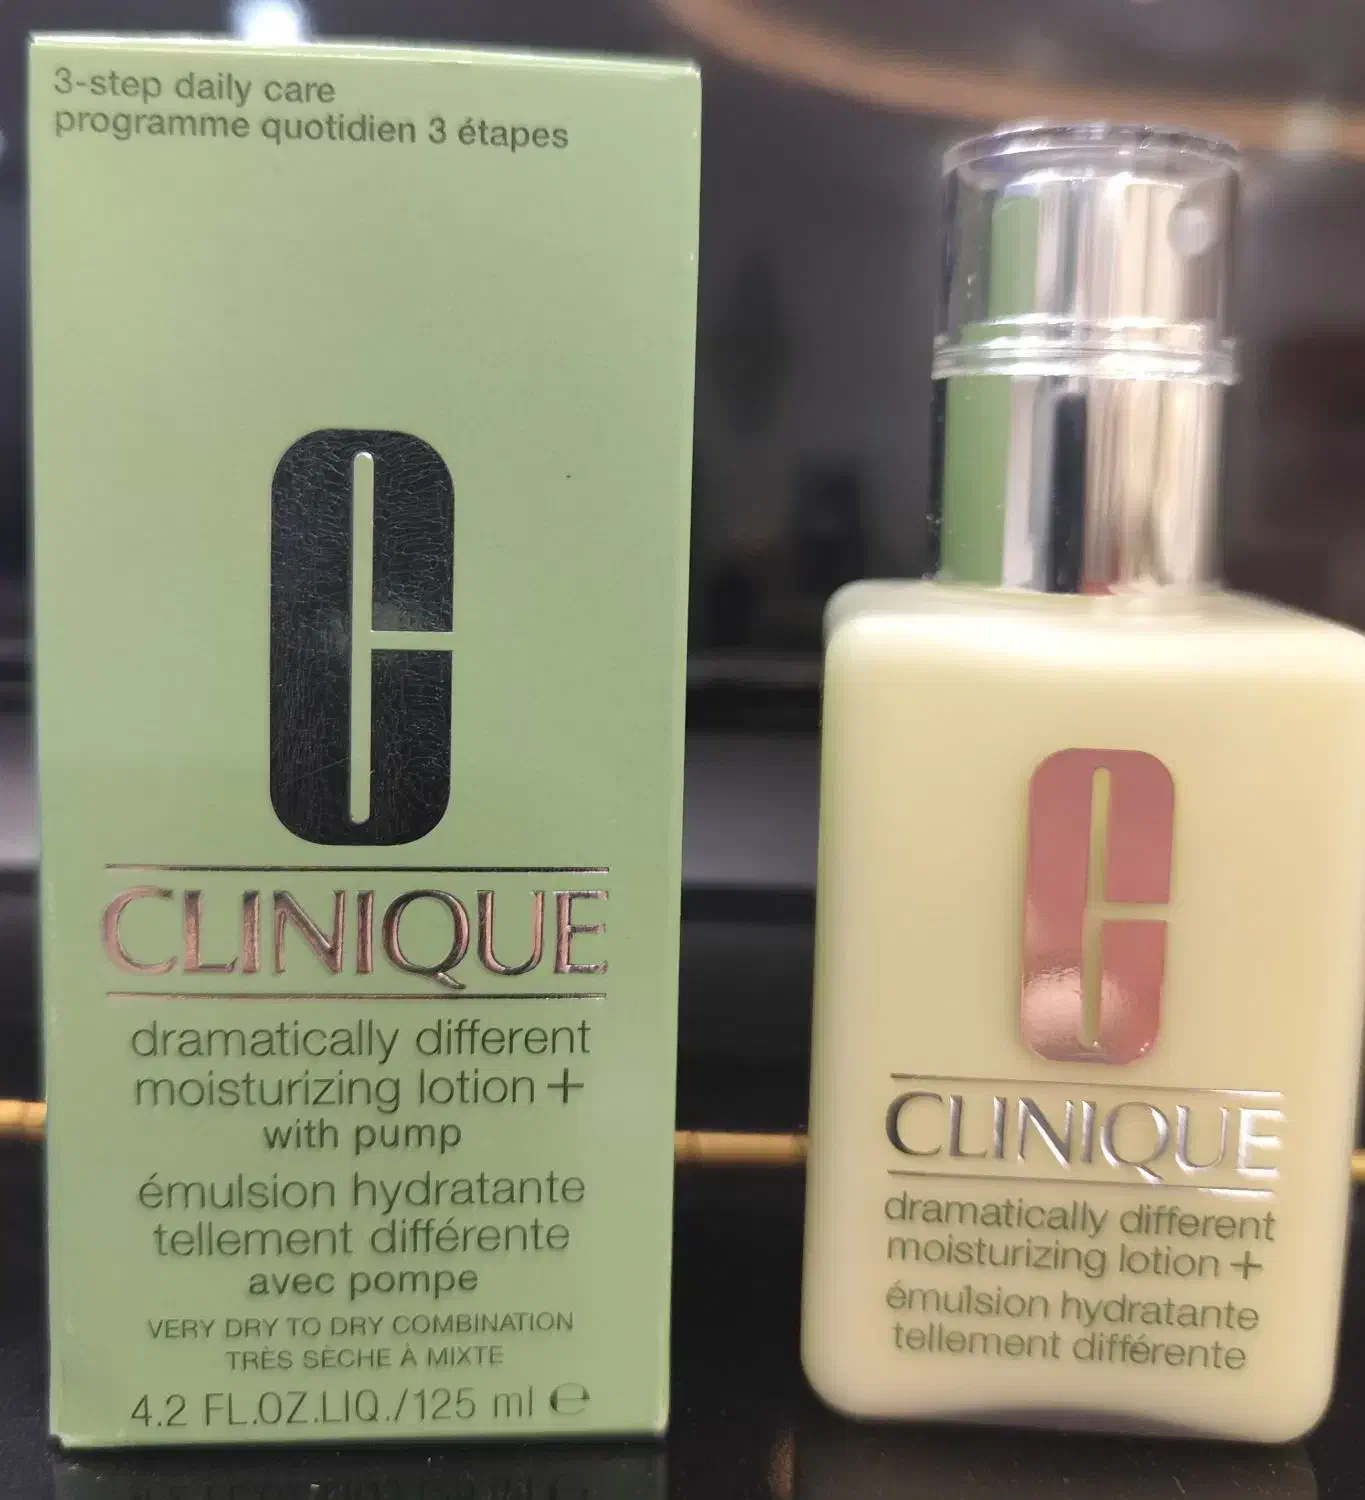 3-step daily care
programme quotidien 3 étapes
C
CLINIQUE
dramatically different
moisturizing lotion +
with pump
émulsion hydratante
tellement différente
avec pompe
VERY DRY TO DRY COMBINATION
TRÈS SÈCHE À MIXTE
4.2 FL.OZ.LIQ./125 ml ℮
C
CLINIQUE
dramatically different
moisturizing lotion +
émulsion hydratante
tellement différente